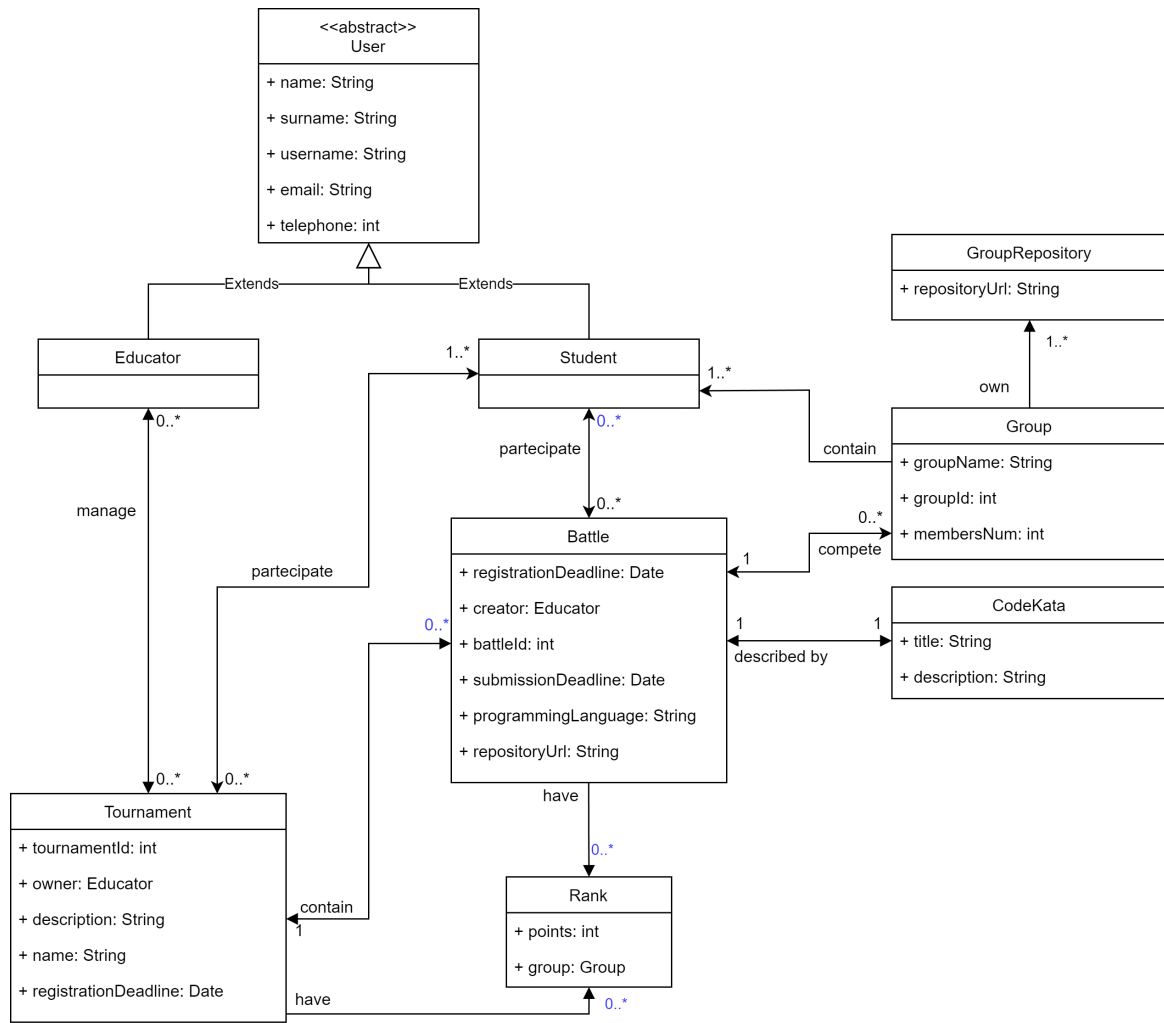 <<abstract>>
User
+ name: String
+ surname: String
+ username: String
+ email: String
+ telephone: int
GroupRepository
+ repositoryUrl: String
Extends
Extends
Educator
Student
1..*
1..*
1..*
own
0..*
0..*
Group
+ groupName: String
+ groupId: int
+ membersNum: int
contain
partecipate
manage
0..*
0..*
compete
1
Battle
+ registrationDeadline: Date
+ creator: Educator
+ battleId: int
+ submissionDeadline: Date
+ programmingLanguage: String
+ repositoryUrl: String
partecipate
CodeKata
+ title: String
+ description: String
1
1
described by
0..*
0..*
0..*
Tournament
+ tournamentId: int
+ owner: Educator
+ description: String
+ name: String
+ registrationDeadline: Date
have
0..*
contain
1
Rank
+ points: int
+ group: Group
have
0..*